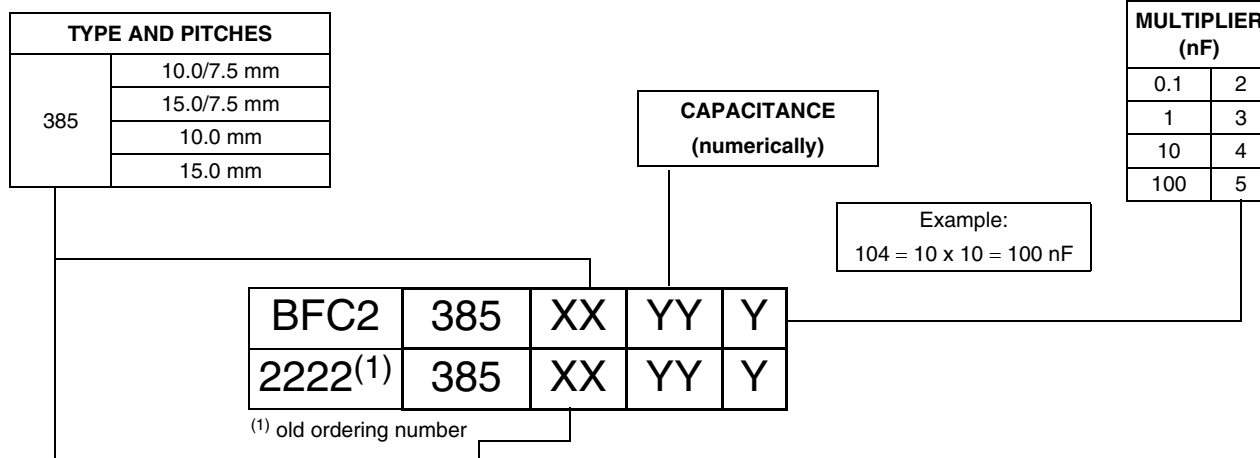 TYPE AND PITCHES
385
10.0/7.5 mm
15.0/7.5 mm
10.0 mm
15.0 mm
CAPACITANCE
(numerically)
MULTIPLIER
(nF)
0.1 2
1 3
10 4
100 5
Example:
104 = 10 x 10 = 100 nF
BFC2 385 XX YY Y
2222(1) 385 XX YY Y
(1) old ordering number